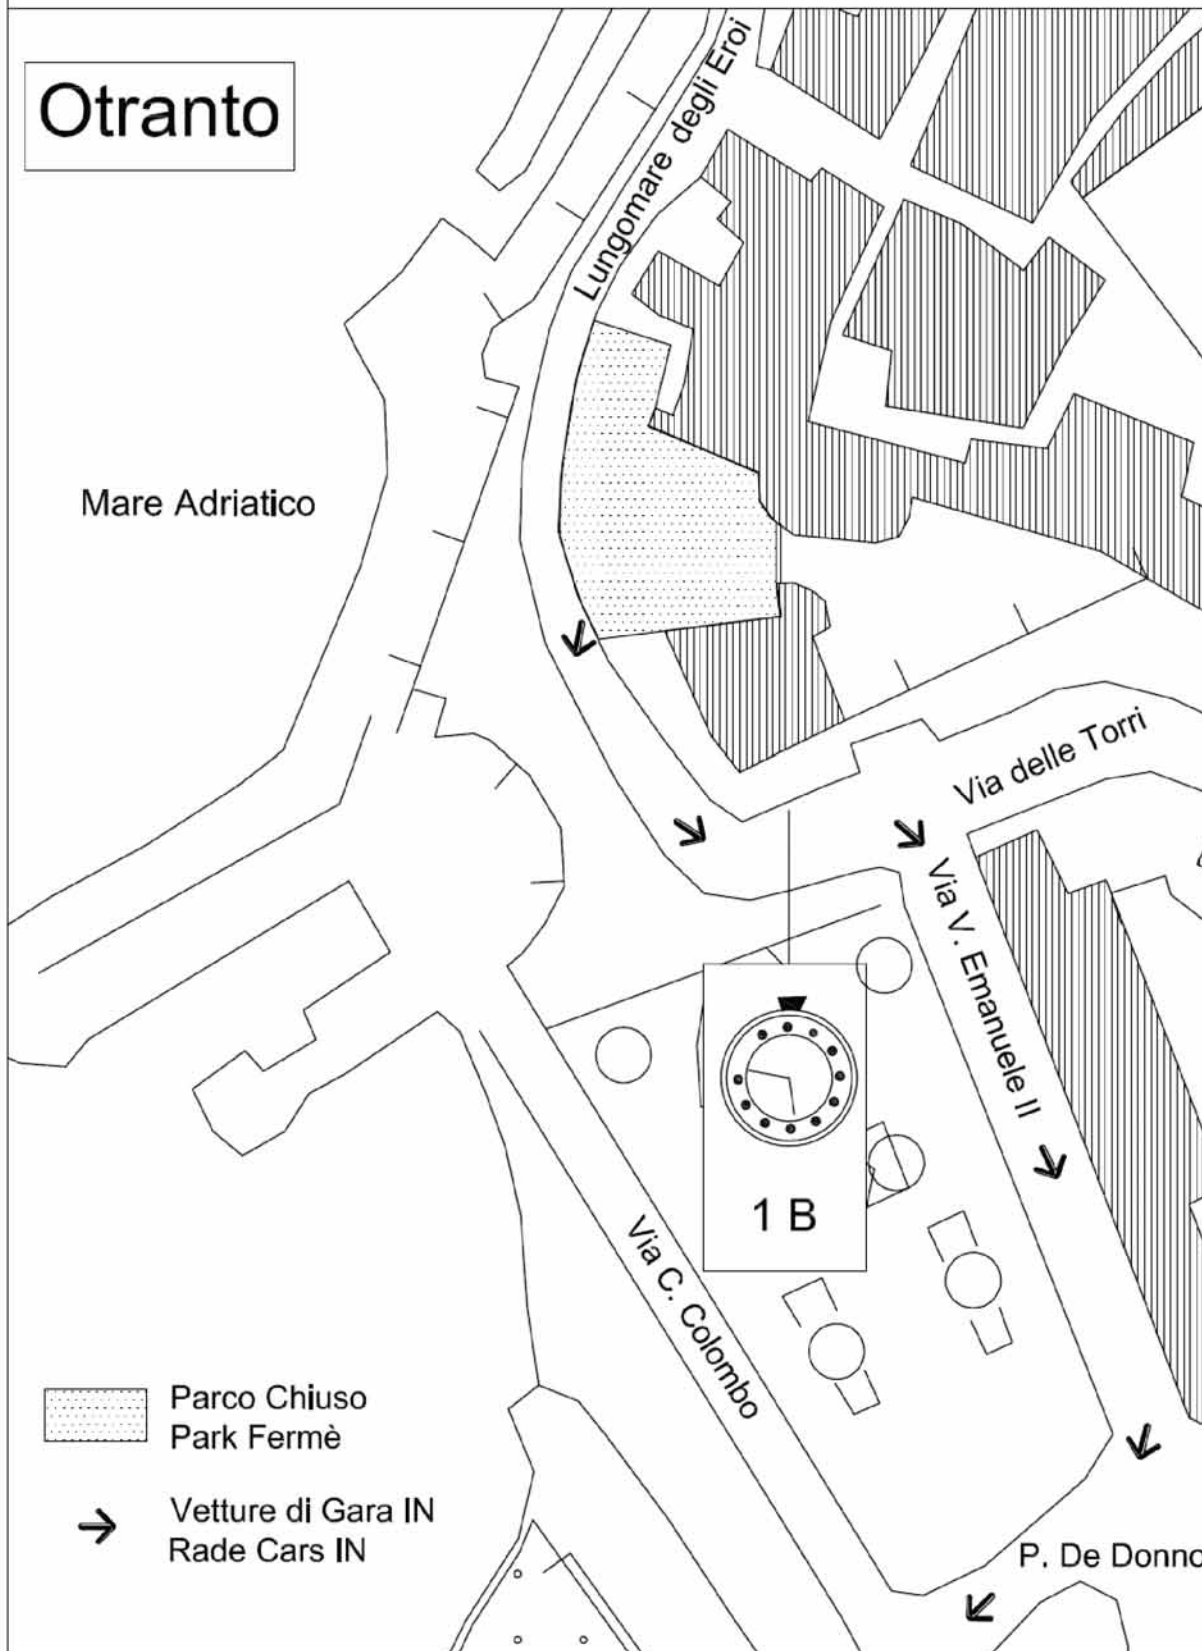 Otranto
Lungomare degli Eroi
Mare Adriatico
Via delle Torri
Via V. Emanuele II
1 B
Via C. Colombo
Parco Chiuso
Park Fermè
Vetture di Gara IN
Rade Cars IN
P. De Donno